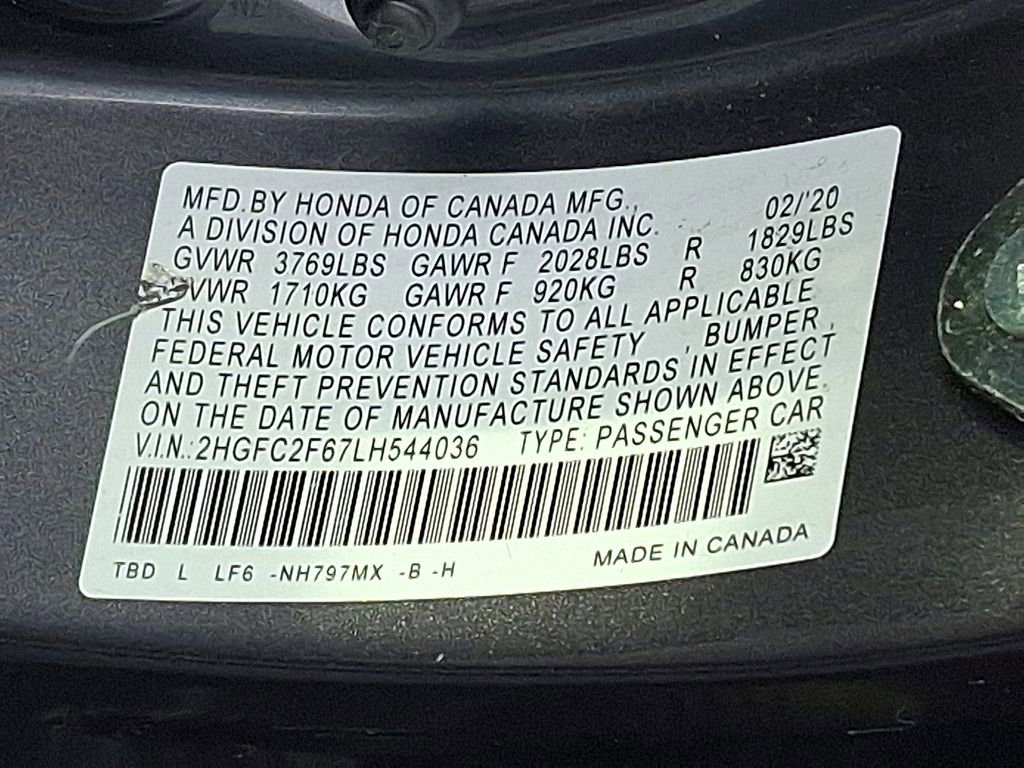 MFD.BY HONDA OF CANADA MFG., 02/'20
A DIVISION OF HONDA CANADA INC.
GVWR 3769LBS GAWR F 2028LBS R 1829LBS
VWR 1710KG GAWR F 920KG R 830KG
THIS VEHICLE CONFORMS TO ALL APPLICABLE
FEDERAL MOTOR VEHICLE SAFETY , BUMPER,
AND THEFT PREVENTION STANDARDS IN EFFECT
ON THE DATE OF MANUFACTURE SHOWN ABOVE.
V.I.N.:2HGFC2F67LH544036 TYPE: PASSENGER CAR
TBD L LF6 -NH797MX -B -H MADE IN CANADA